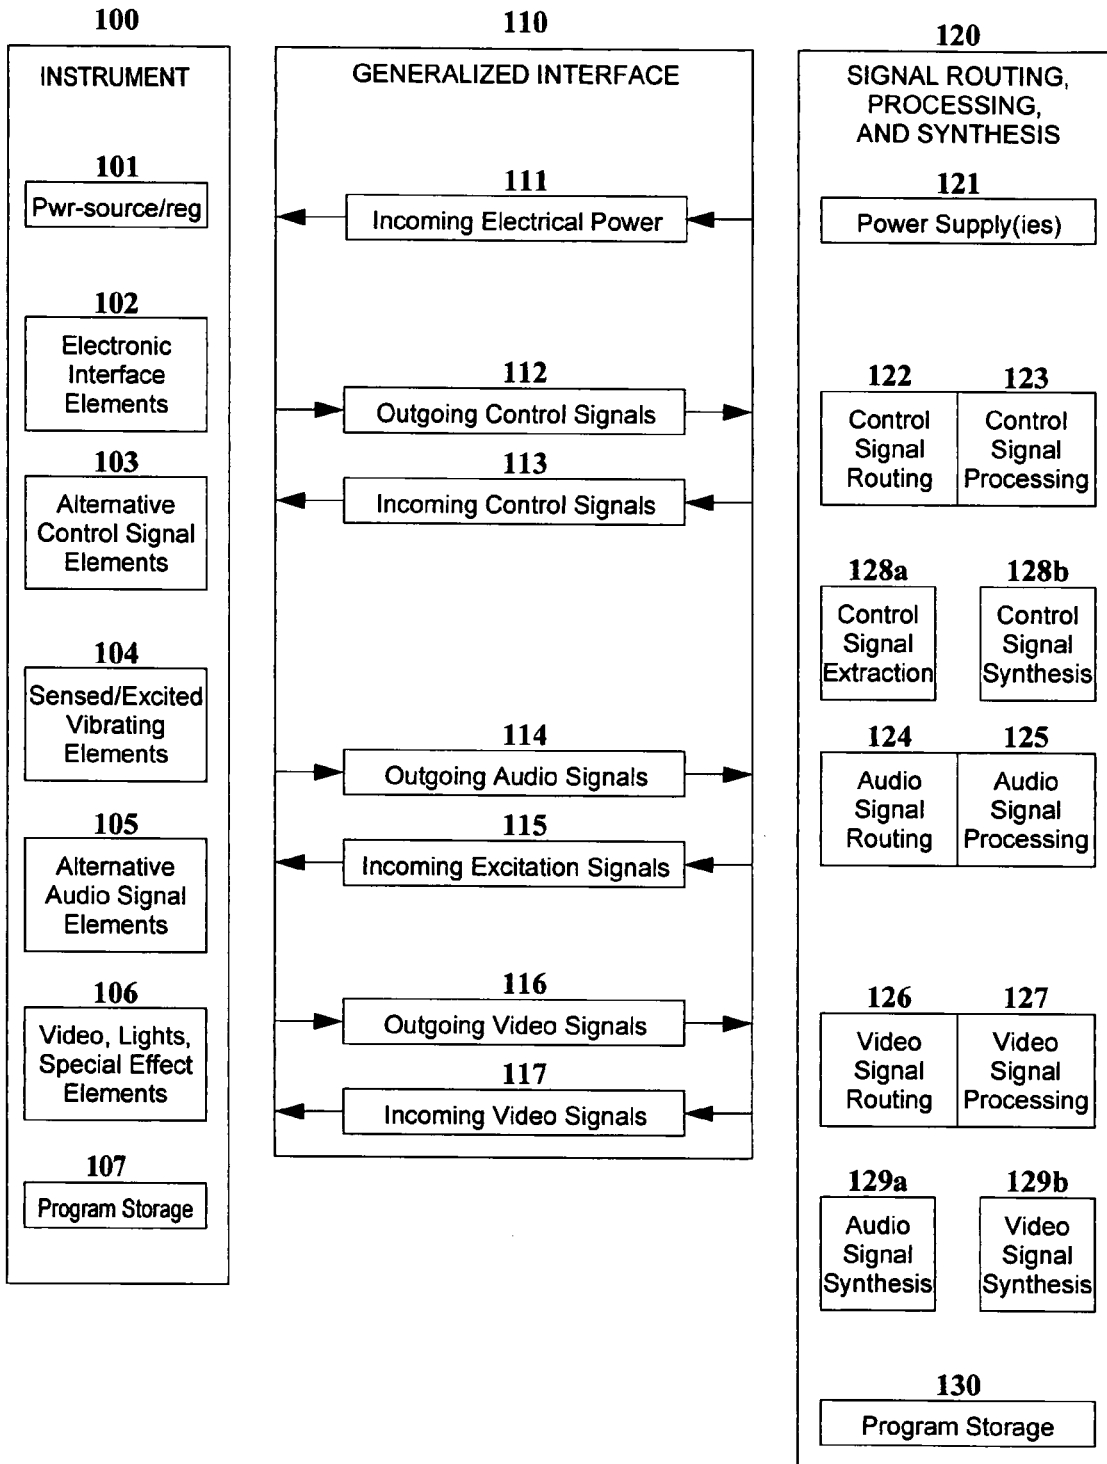 100
INSTRUMENT
101
Pwr-source/reg
102
Electronic
Interface
Elements
103
Alternative
Control Signal
Elements
104
Sensed/Excited
Vibrating
Elements
105
Alternative
Audio Signal
Elements
106
Video, Lights,
Special Effect
Elements
107
Program Storage
110
GENERALIZED INTERFACE
111
Incoming Electrical Power
112
Outgoing Control Signals
113
Incoming Control Signals
114
Outgoing Audio Signals
115
Incoming Excitation Signals
116
Outgoing Video Signals
117
Incoming Video Signals
120
SIGNAL ROUTING,
PROCESSING,
AND SYNTHESIS
121
Power Supply(ies)
122
Control
Signal
Routing
123
Control
Signal
Processing
128a
Control
Signal
Extraction
128b
Control
Signal
Synthesis
124
Audio
Signal
Routing
125
Audio
Signal
Processing
126
Video
Signal
Routing
127
Video
Signal
Processing
129a
Audio
Signal
Synthesis
129b
Video
Signal
Synthesis
130
Program Storage